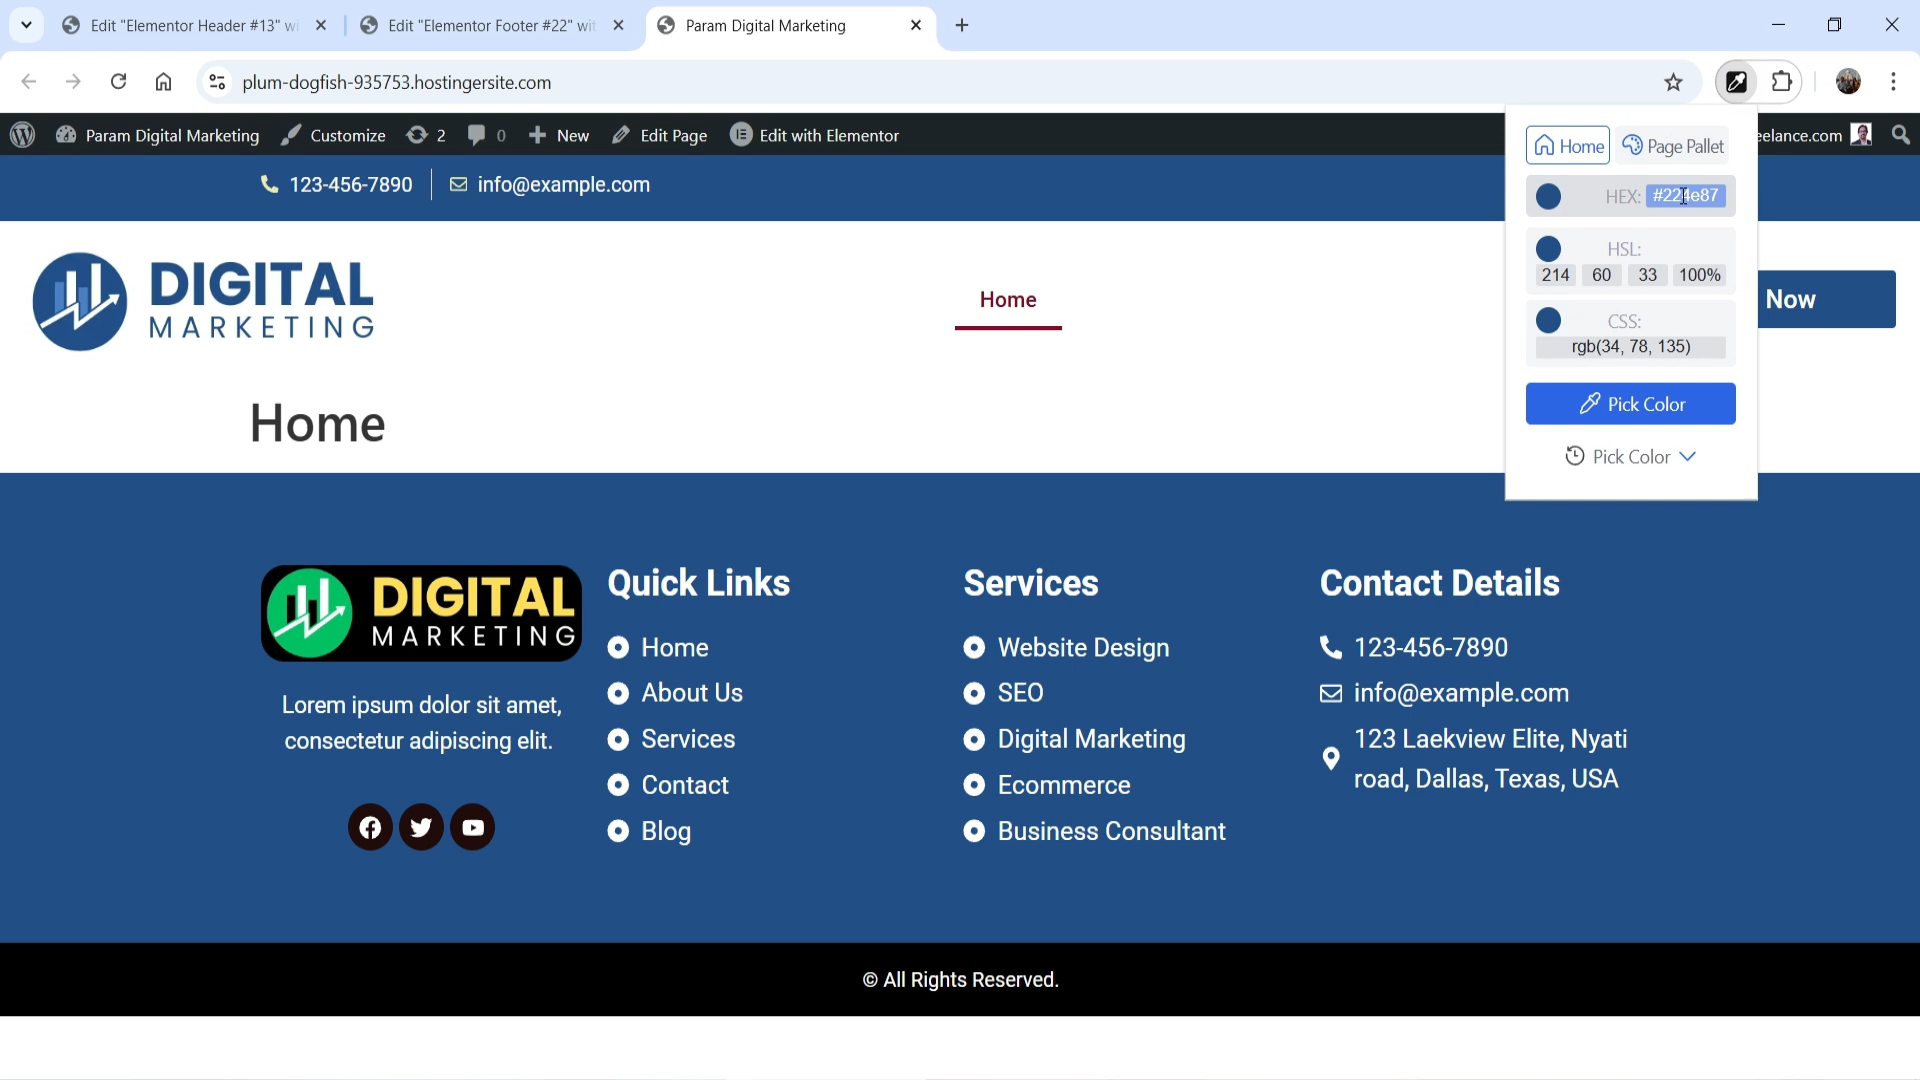 Edit "Elementor Header #13" wi
Edit "Elementor Footer #22" wit
Param Digital Marketing
plum-dogfish-935753.hostingersite.com
Param Digital Marketing
Customize
2
0
New
Edit Page
Edit with Elementor
eelance.com
123-456-7890
info@example.com
Home
Page Pallet
HEX: #224e87
HSL:
214 60 33 100%
CSS:
rgb(34, 78, 135)
Pick Color
Pick Color
DIGITAL
MARKETING
Home
Now
Home
DIGITAL
MARKETING
Lorem ipsum dolor sit amet,
consectetur adipiscing elit.
Quick Links
Home
About Us
Services
Contact
Blog
Services
Website Design
SEO
Digital Marketing
Ecommerce
Business Consultant
Contact Details
123-456-7890
info@example.com
123 Laekview Elite, Nyati
road, Dallas, Texas, USA
© All Rights Reserved.